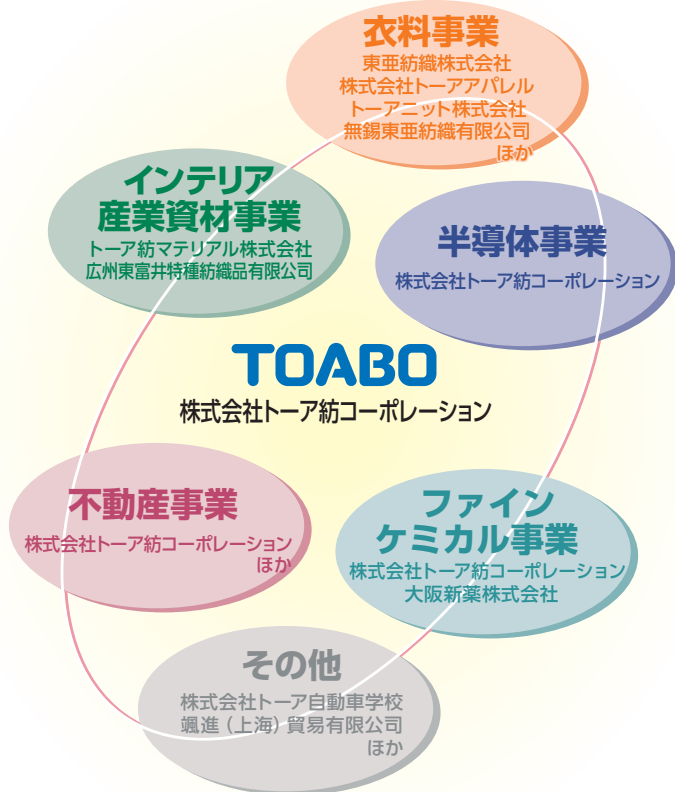 衣料事業
東亜紡織株式会社
株式会社トーアアパレル
トーアニット株式会社
無錫東亜紡織有限公司
ほか
インテリア
産業資材事業
トーア紡マテリアル株式会社
広州東富井特種紡織品有限公司
半導体事業
株式会社トーア紡コーポレーション
TOABO
株式会社トーア紡コーポレーション
不動産事業
株式会社トーア紡コーポレーション
ほか
ファイン
ケミカル事業
株式会社トーア紡コーポレーション
大阪新薬株式会社
その他
株式会社トーア自動車学校
颯進（上海）貿易有限公司
ほか